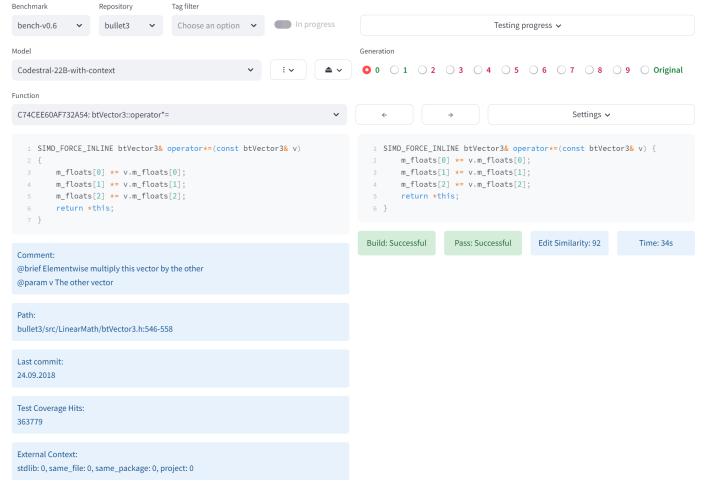 Benchmark
Repository
Tag filter
bench-v0.6
bullet3
Choose an option
In progress
Testing progress
Model
Generation
Codestral-22B-with-context
0 1 2 3 4 5 6 7 8 9 Original
Function
C74CEE60AF732A54: btVector3::operator*=
← → Settings
1 SIMD_FORCE_INLINE btVector3& operator*=(const btVector3& v)
2 {
3 m_floats[0] *= v.m_floats[0];
4 m_floats[1] *= v.m_floats[1];
5 m_floats[2] *= v.m_floats[2];
6 return *this;
7 }
1 SIMD_FORCE_INLINE btVector3& operator*=(const btVector3& v) {
2 m_floats[0] *= v.m_floats[0];
3 m_floats[1] *= v.m_floats[1];
4 m_floats[2] *= v.m_floats[2];
5 return *this;
6 }
Build: Successful
Pass: Successful
Edit Similarity: 92
Time: 34s
Comment:
@brief Elementwise multiply this vector by the other
@param v The other vector
Path:
bullet3/src/LinearMath/btVector3.h:546-558
Last commit:
24.09.2018
Test Coverage Hits:
363779
External Context:
stdlib: 0, same_file: 0, same_package: 0, project: 0